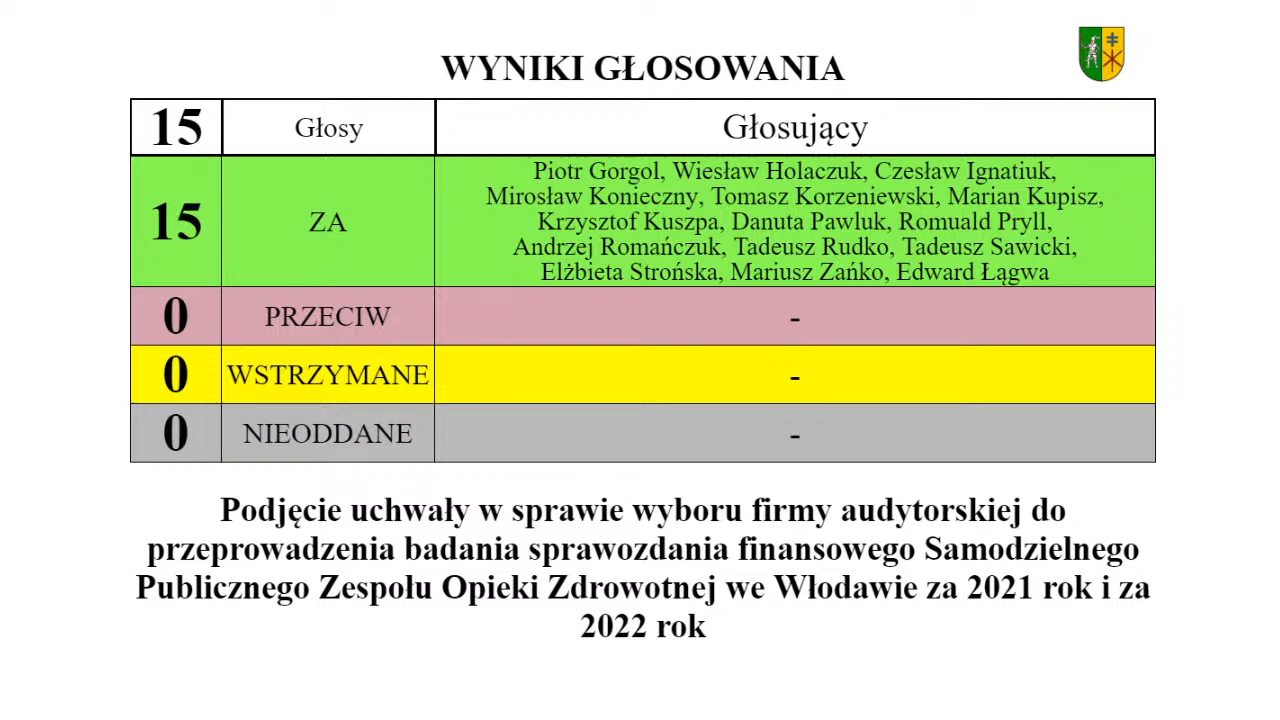 WYNIKI GŁOSOWANIA
15 Głosy Głosujący
15 ZA
Piotr Gorgol, Wiesław Holaczuk, Czesław Ignatiuk,
Mirosław Konieczny, Tomasz Korzeniewski, Marian Kupisz,
Krzysztof Kuszpa, Danuta Pawluk, Romuald Pryll,
Andrzej Romańczuk, Tadeusz Rudko, Tadeusz Sawicki,
Elżbieta Strońska, Mariusz Zańko, Edward Łągwa
0 PRZECIW -
0 WSTRZYMANE -
0 NIEODDANE -
Podjęcie uchwały w sprawie wyboru firmy audytorskiej do
przeprowadzenia badania sprawozdania finansowego Samodzielnego
Publicznego Zespołu Opieki Zdrowotnej we Włodawie za 2021 rok i za
2022 rok